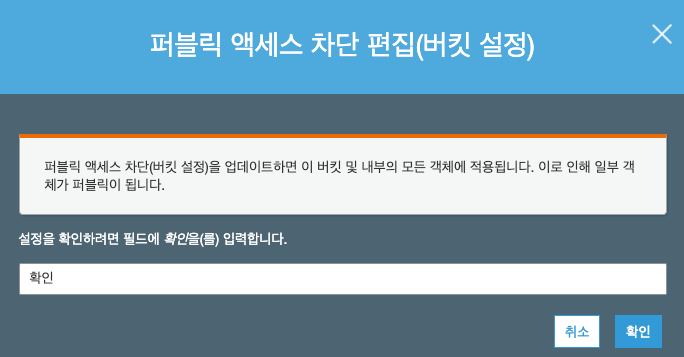 퍼블릭 액세스 차단 편집(버킷 설정)
퍼블릭 액세스 차단(버킷 설정)을 업데이트하면 이 버킷 및 내부의 모든 객체에 적용됩니다. 이로 인해 일부 객
체가 퍼블릭이 됩니다.
설정을 확인하려면 필드에 확인을(를) 입력합니다.
확인
취소 확인